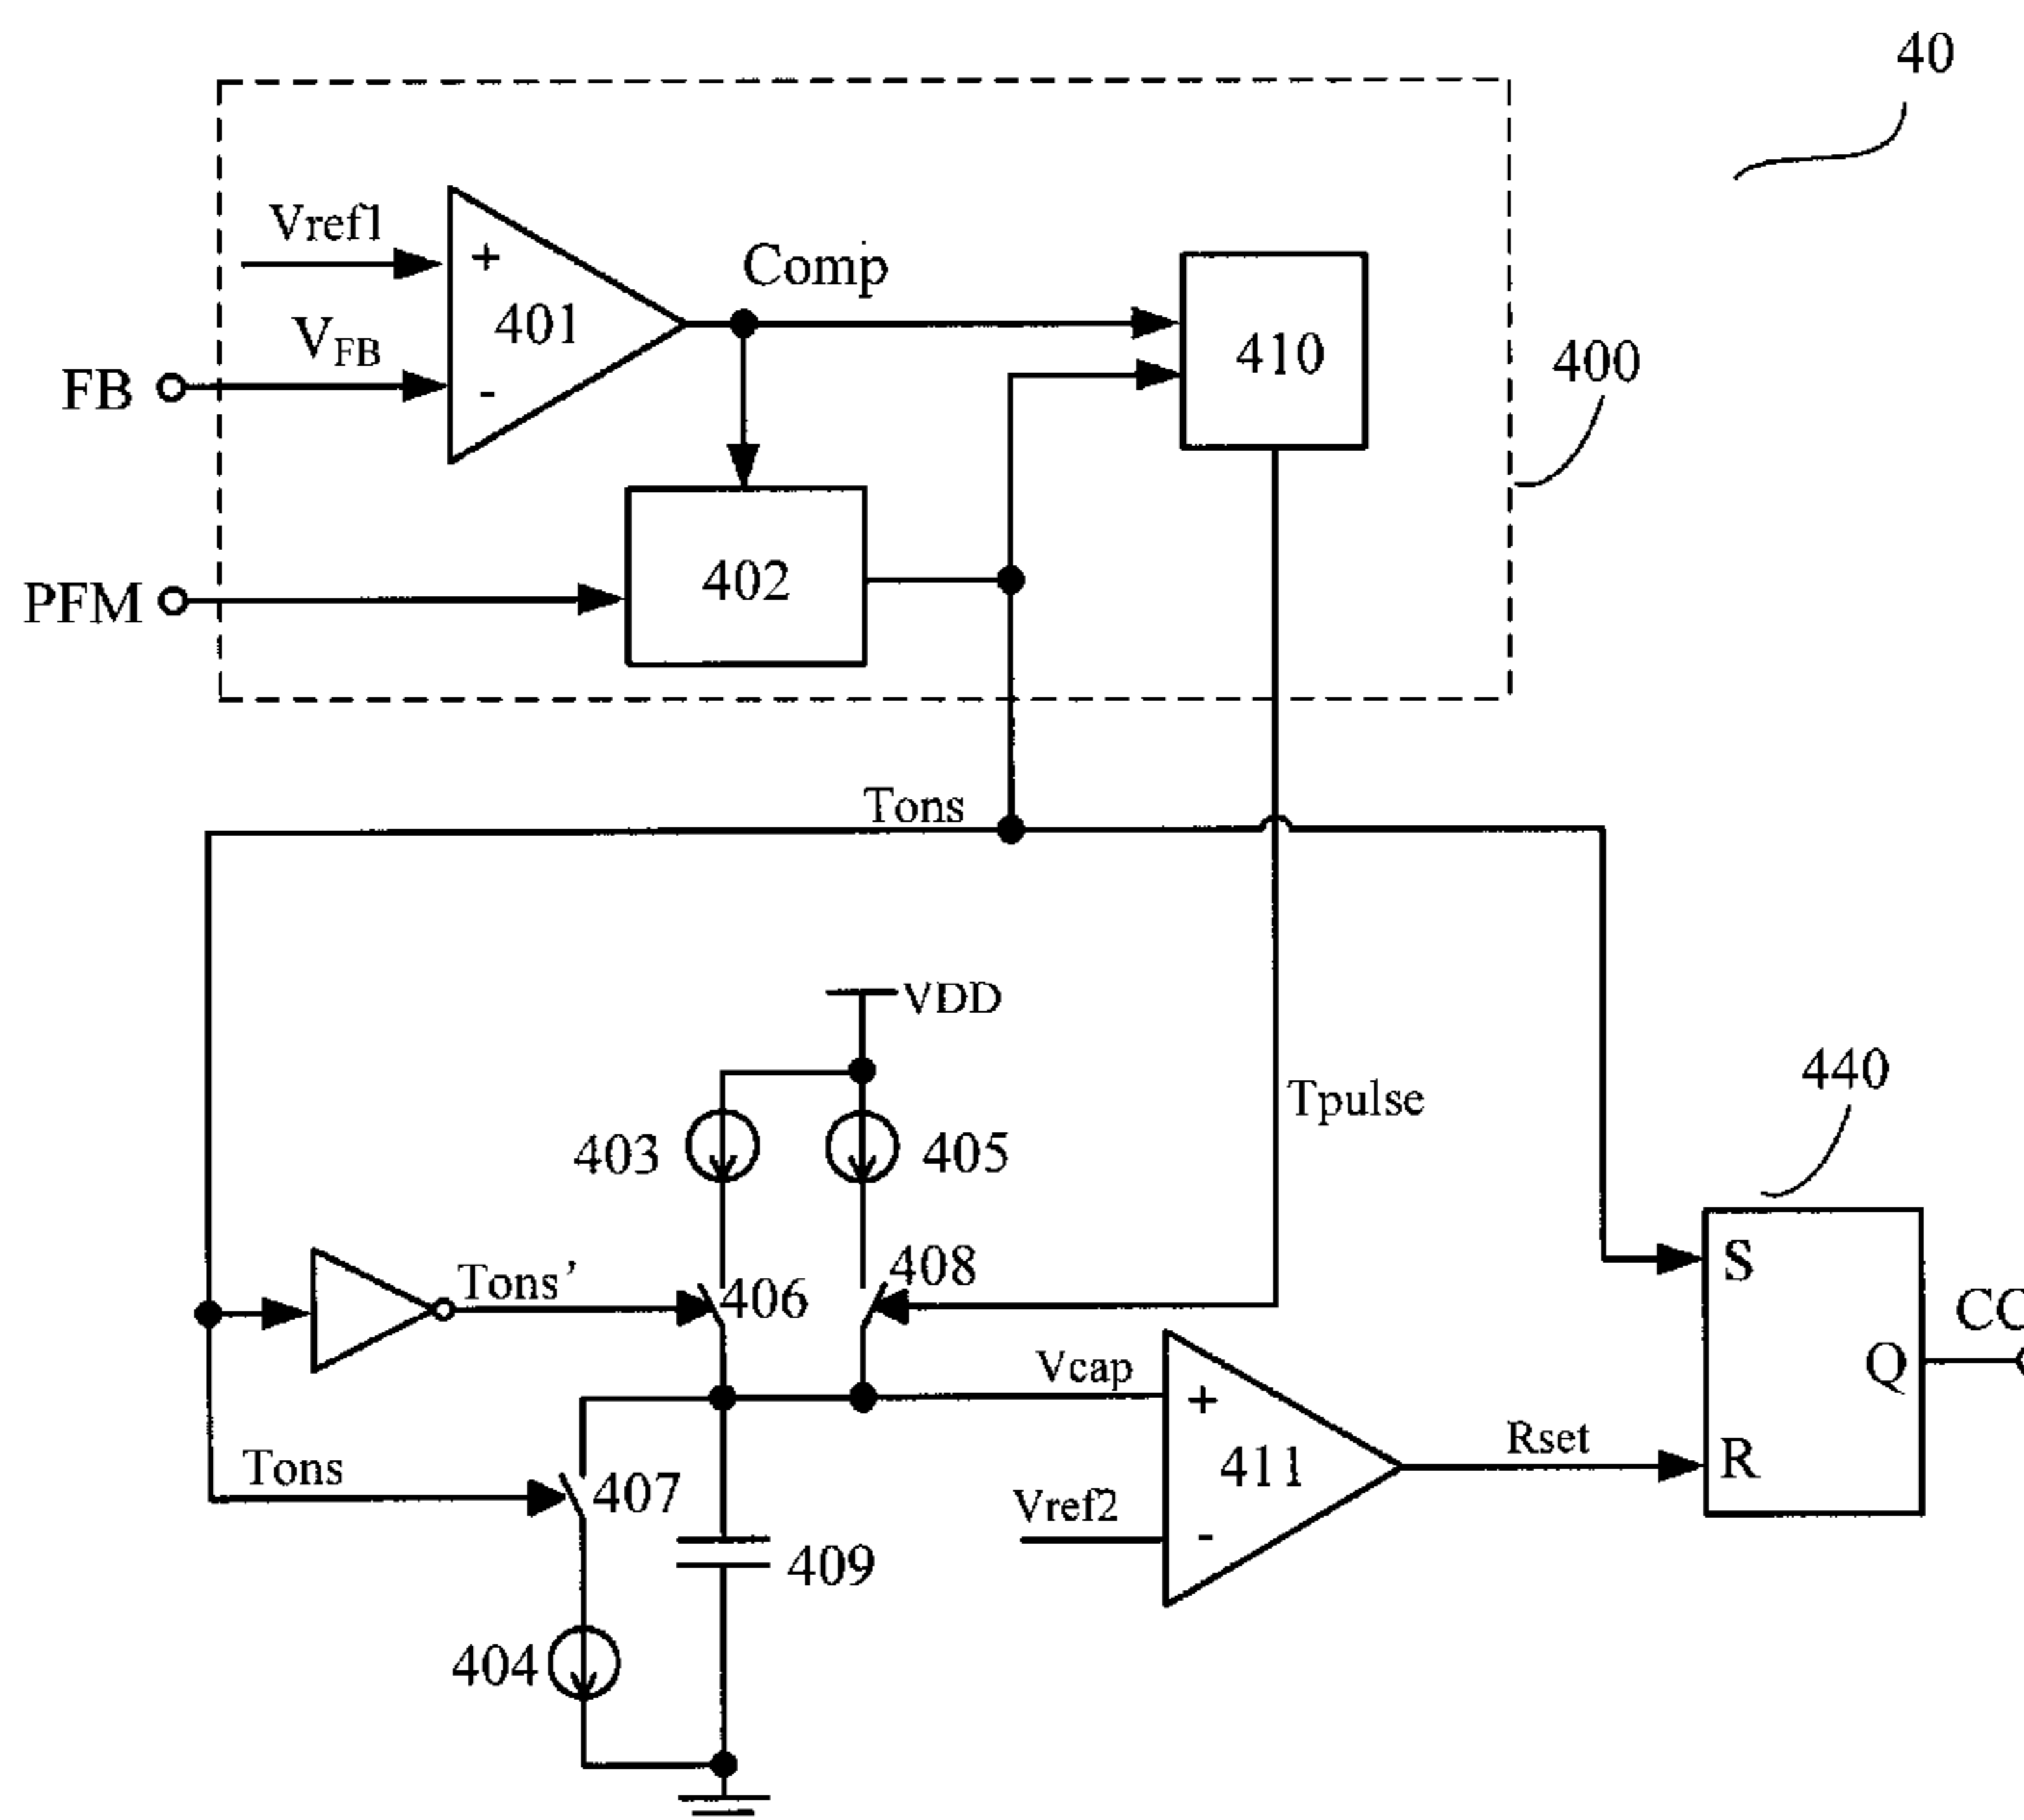 40
Vref1
+
401
VFB
-
FB
Comp
410
400
402
PFM
Tons
VDD
403
405
Tpulse
440
Tons'
406
408
S
Q
R
Vcap
+
411
-
Vref2
Rset
Tons
407
409
404